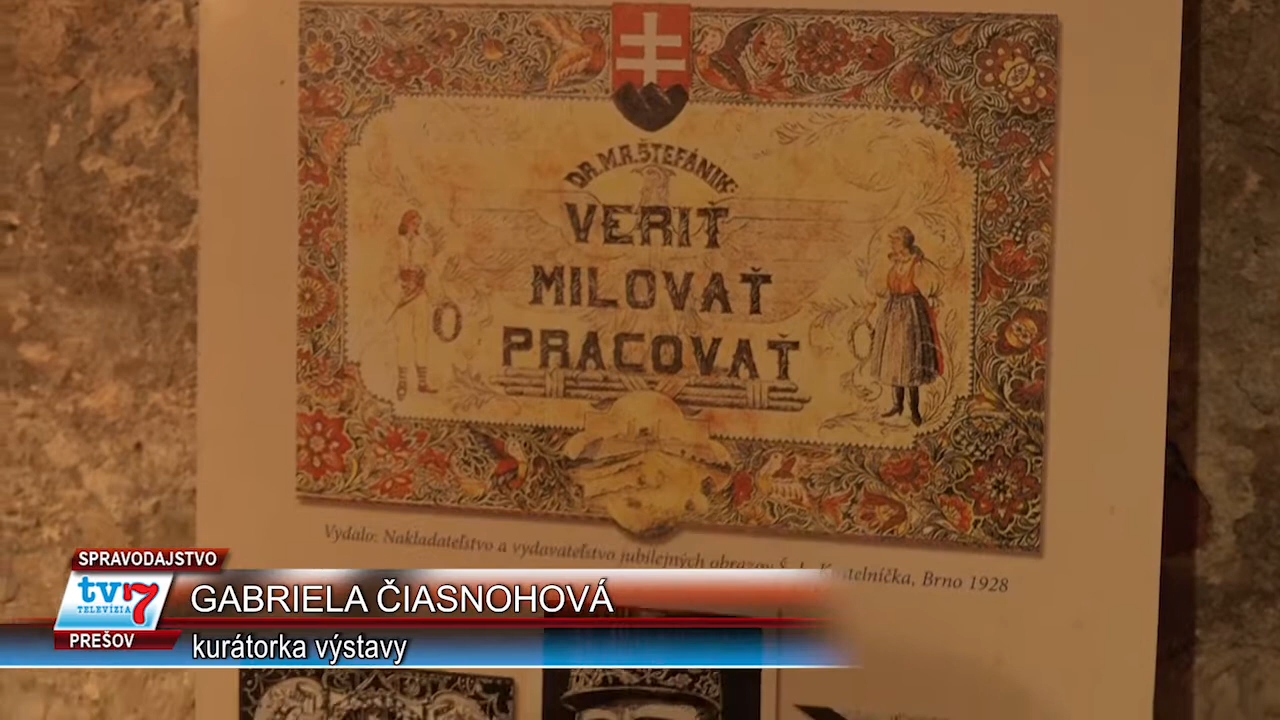 DR. M.R. ŠTEFÁNIK:
VERIŤ
MILOVAŤ
PRACOVAŤ
Vydalo: Nakladateľstvo a vydavateľstvo jubilejných obrazov Brno 1928
SPRAVODAJSTVO
tv7
TELEVÍZIA
PREŠOV
GABRIELA ČIASNOHOVÁ
kurátorka výstavy